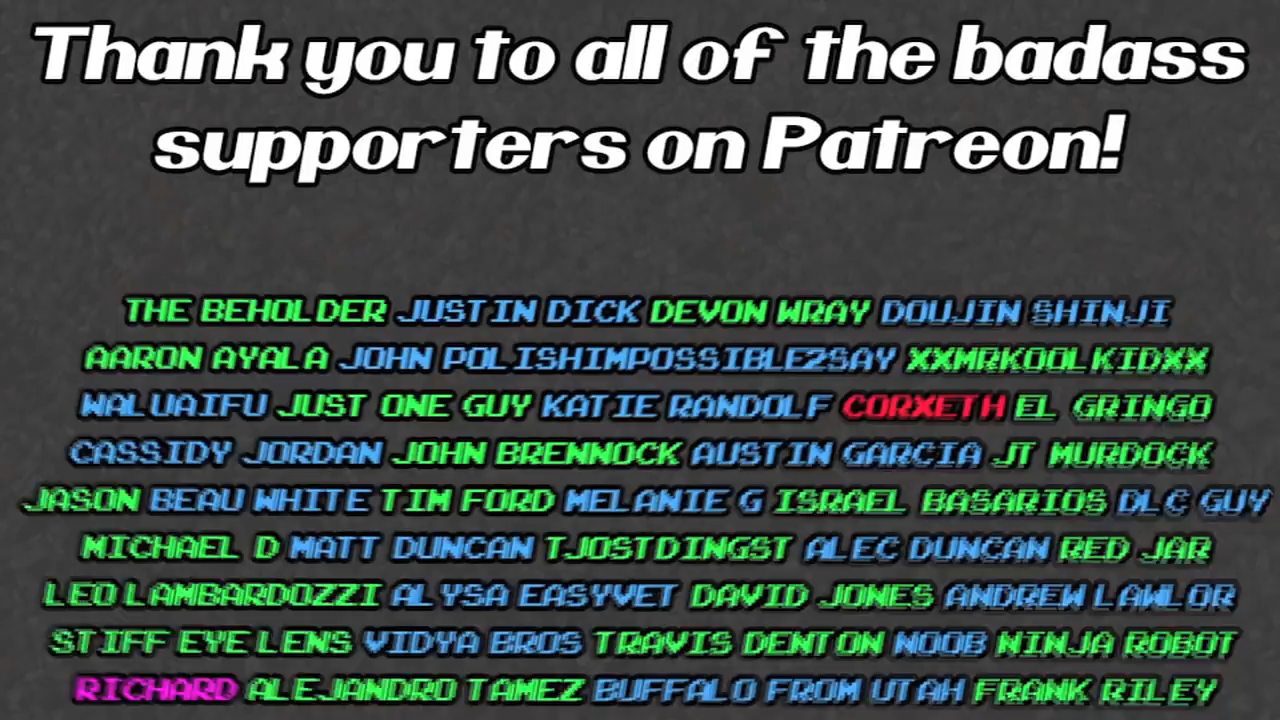 Thank you to all of the badass
supporters on Patreon!
THE BEHOLDER JUSTIN DICK DEVON WRAY DOUJIN SHINJI
AARON AYALA JOHN POLISHIMPOSSIBLE2SAY XXMRKOOLKIDXX
WALUAIFU JUST ONE GUY KATIE RANDOLF CORXETH EL GRINGO
CASSIDY JORDAN JOHN BRENNOCK AUSTIN GARCIA JT MURDOCK
JASON BEAU WHITE TIM FORD MELANIE G ISRAEL BASARIOS DLC GUY
MICHAEL D MATT DUNCAN TJOSTDINGST ALEC DUNCAN RED JAR
LEO LAMBARDOZZI ALYSA EASYVET DAVID JONES ANDREW LAWLOR
STIFF EYE LENS VIDYA BROS TRAVIS DENTON NOOB NINJA ROBOT
RICHARD ALEJANDRO TAMEZ BUFFALO FROM UTAH FRANK RILEY